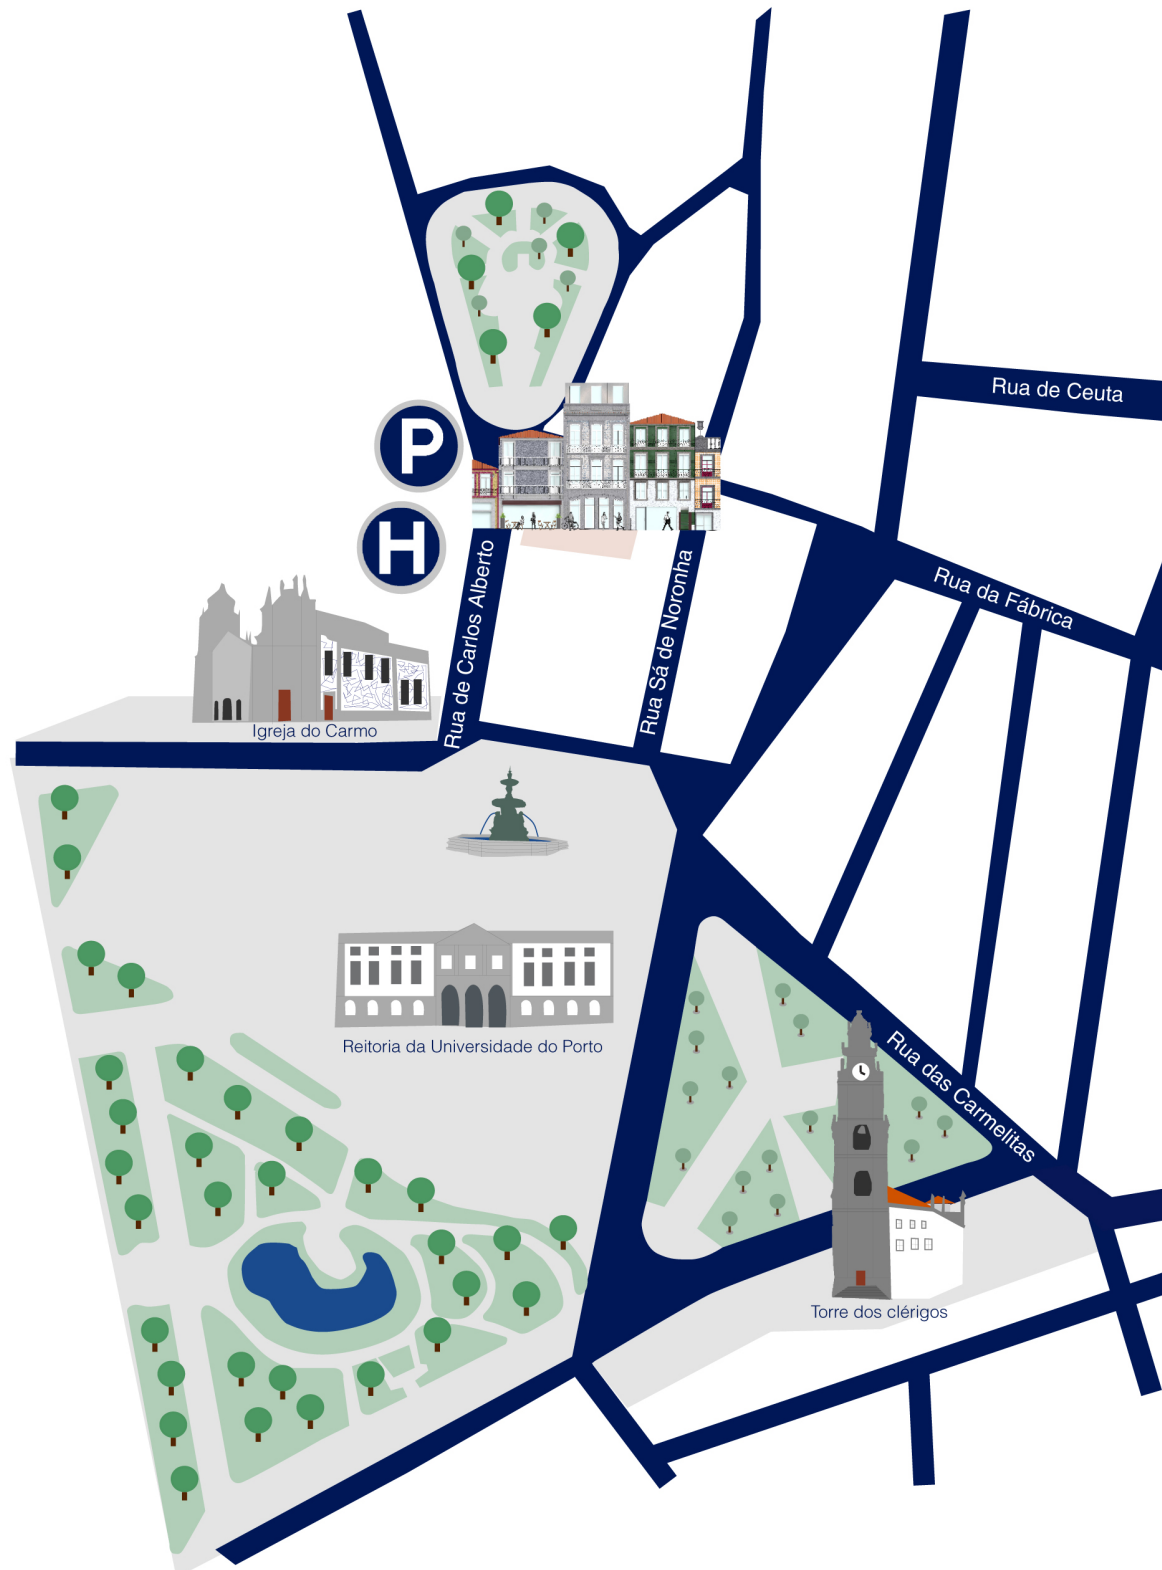 Rua de Ceuta
P
H
Rua da Fábrica
Rua de Carlos Alberto
Rua Sá de Noronha
Igreja do Carmo
Reitoria da Universidade do Porto
Rua das Carmelitas
Torre dos clérigos